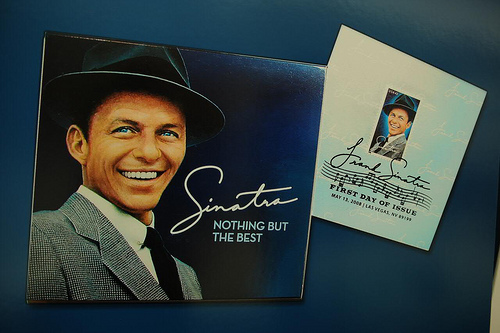 Sinatra
NOTHING BUT
THE BEST
Frank Sinatra
FIRST DAY OF ISSUE
MAY 13, 2008 | LAS VEGAS, NV 89199